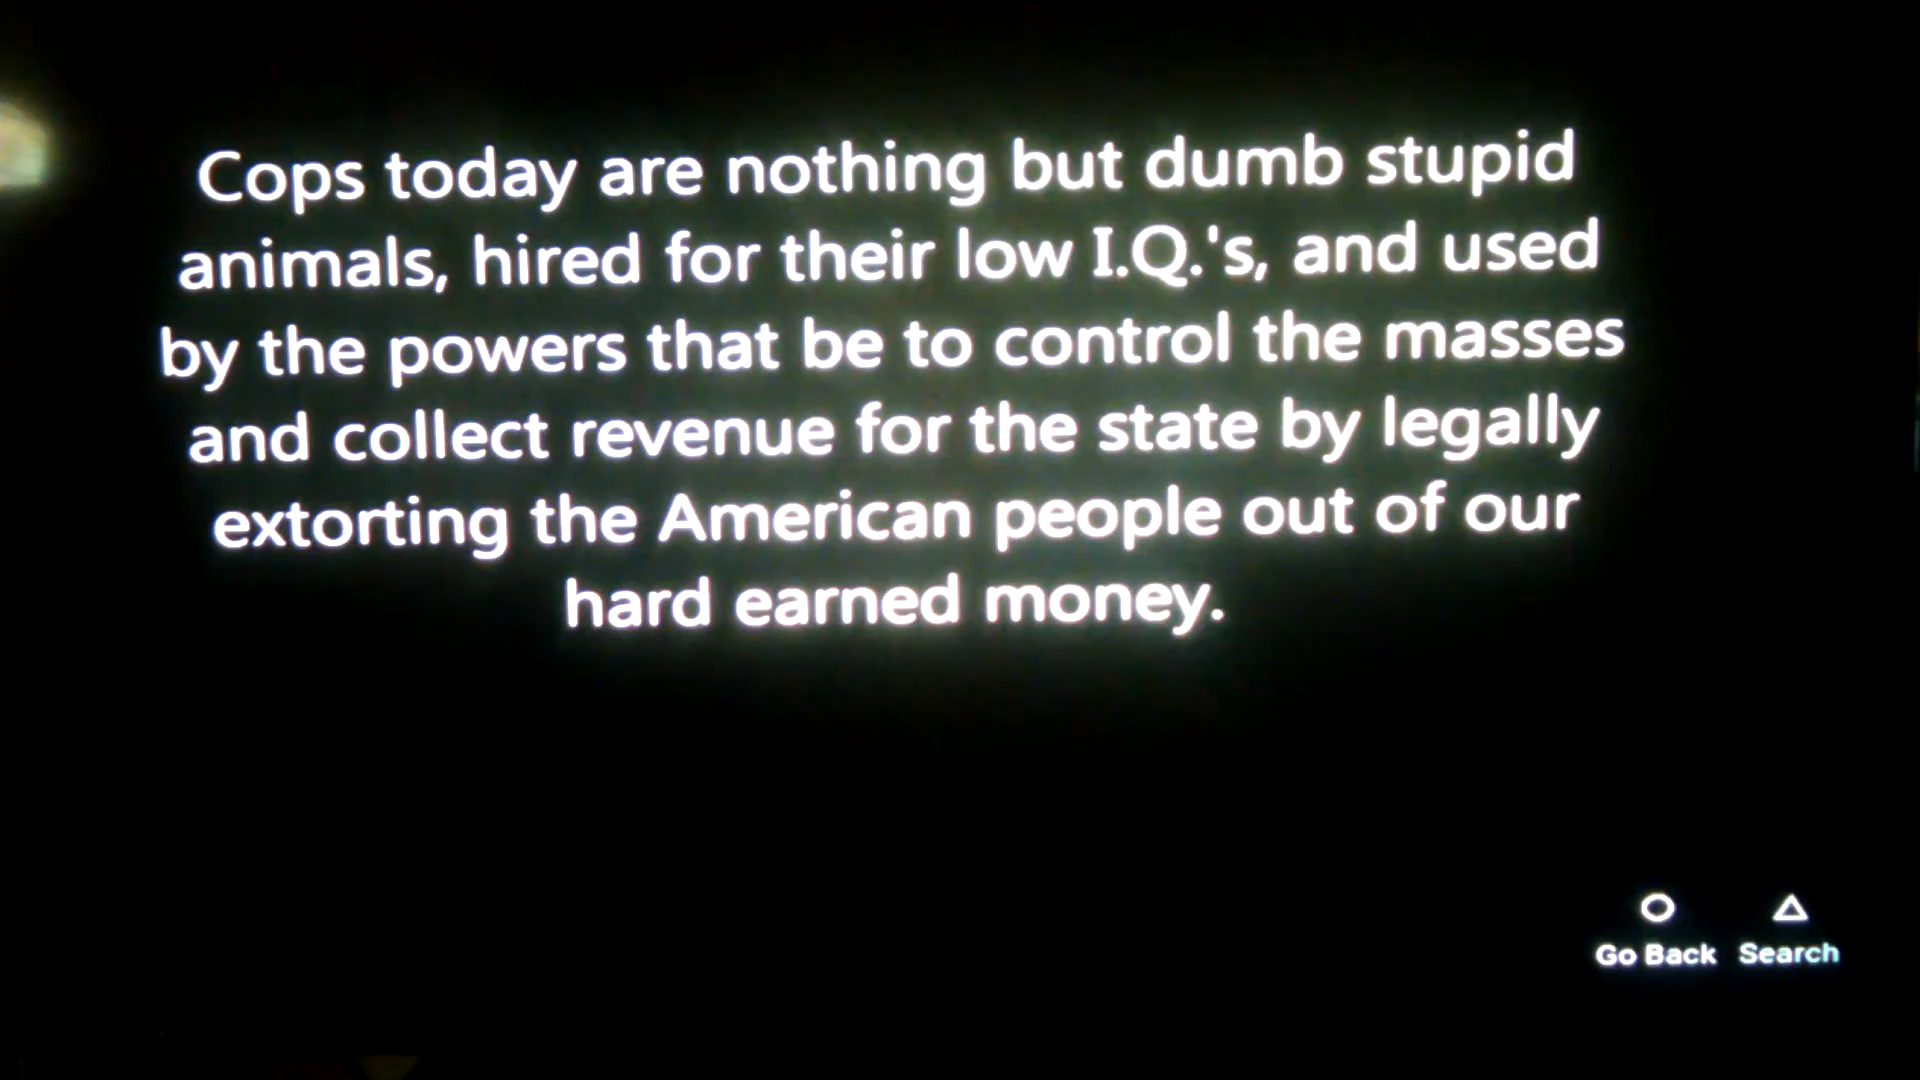 Cops today are nothing but dumb stupid
animals, hired for their low I.Q.'s, and used
by the powers that be to control the masses
and collect revenue for the state by legally
extorting the American people out of our
hard earned money.
Go Back Search